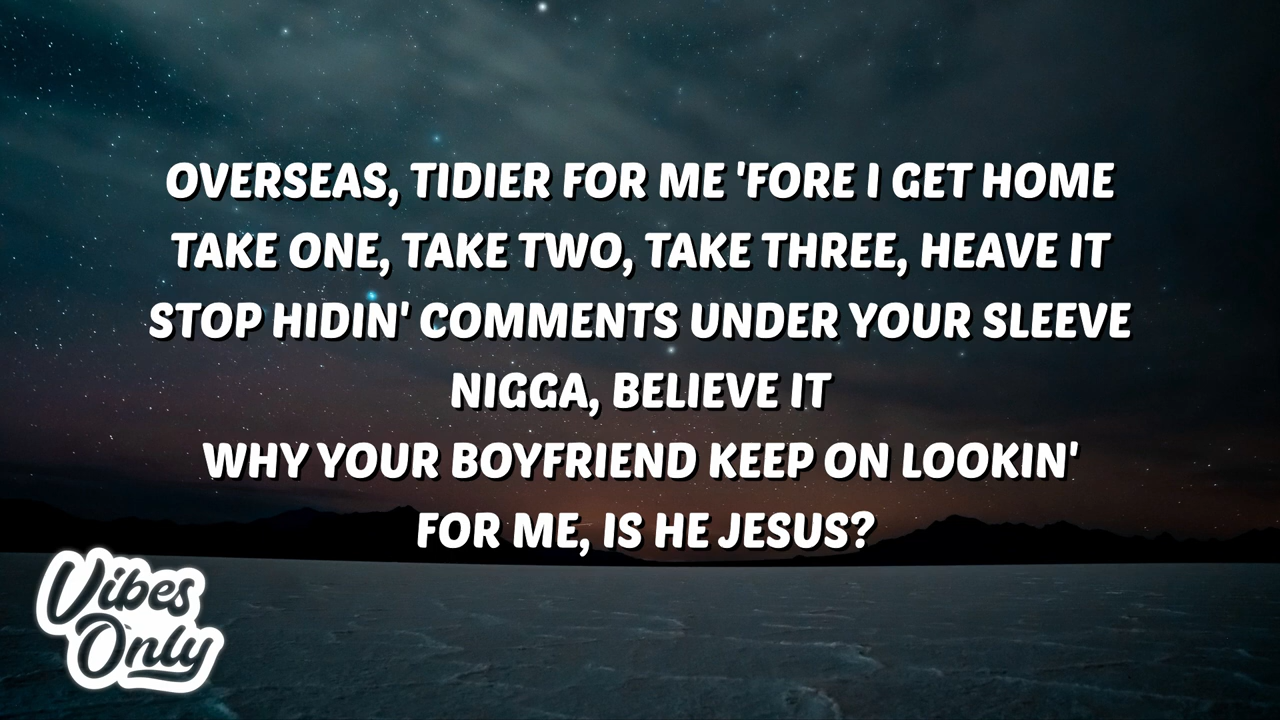 OVERSEAS, TIDIER FOR ME 'FORE I GET HOME
TAKE ONE, TAKE TWO, TAKE THREE, HEAVE IT
STOP HIDIN' COMMENTS UNDER YOUR SLEEVE
NIGGA, BELIEVE IT
WHY YOUR BOYFRIEND KEEP ON LOOKIN'
FOR ME, IS HE JESUS?
Vibes
Only